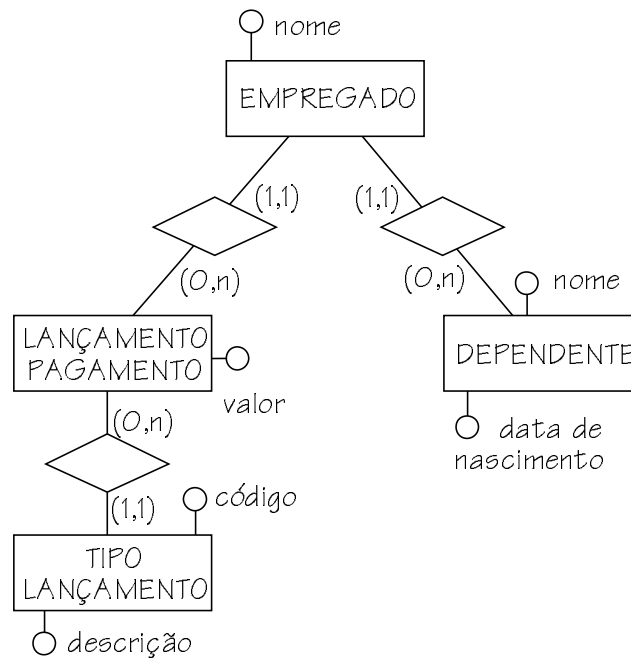 nome
EMPREGADO
(1,1)
(1,1)
(0,n)
(0,n)
nome
LANÇAMENTO
PAGAMENTO
valor
DEPENDENTE
data de
nascimento
(0,n)
(1,1)
código
TIPO
LANÇAMENTO
descrição